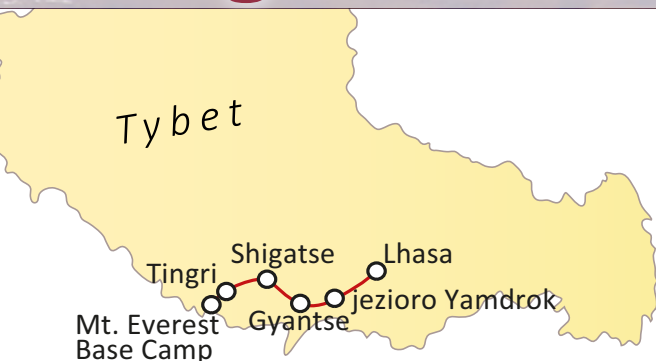 Tybet
Shigatse
Lhasa
Tingri
jezioro Yamdrok
Gyantse
Mt. Everest
Base Camp